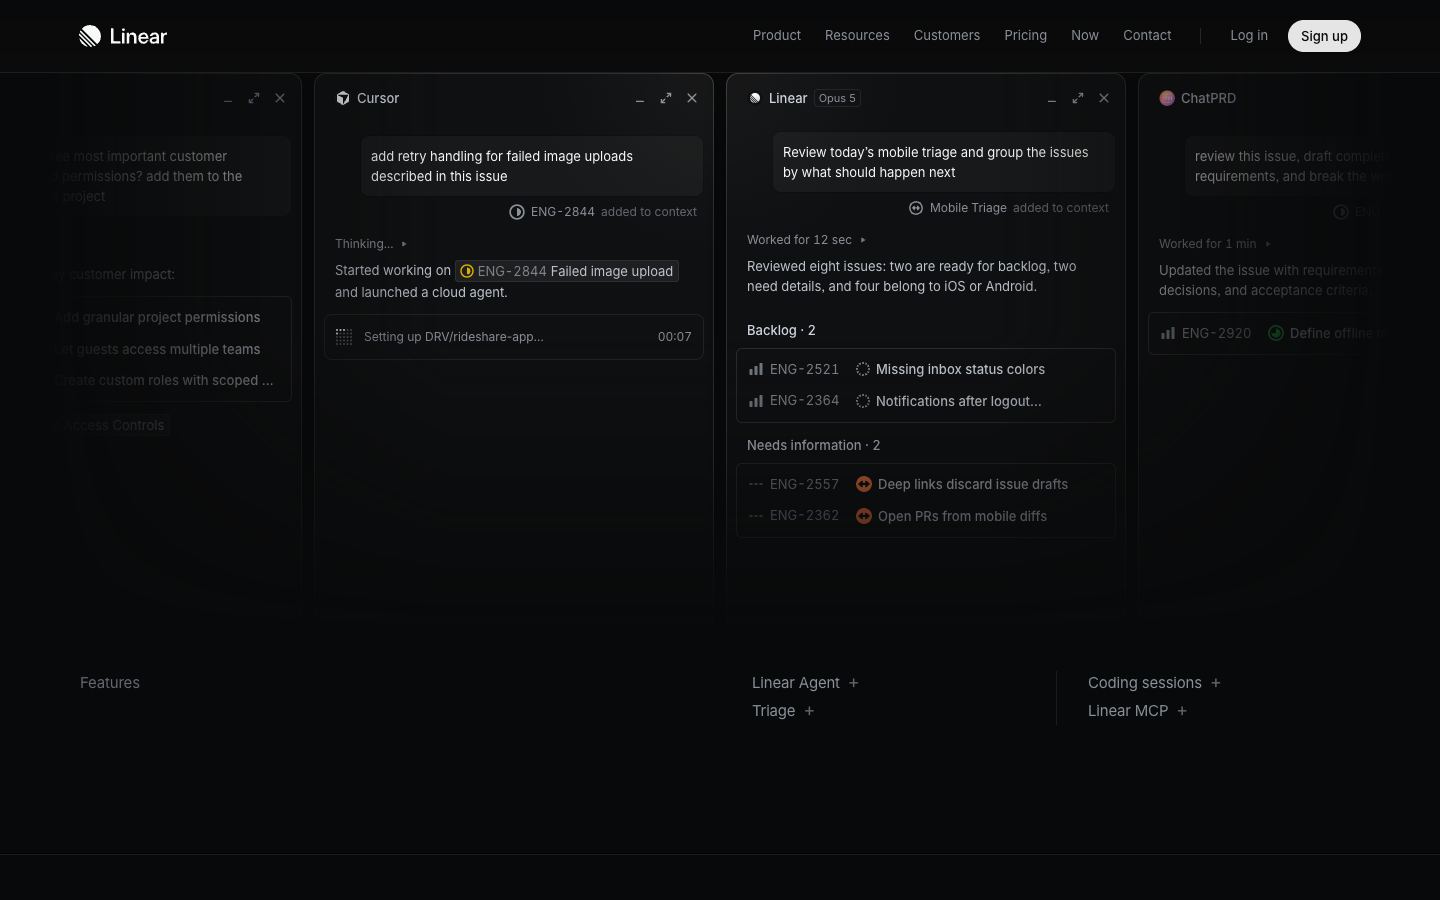 Linear
Product
Resources
Customers
Pricing
Now
Contact
Log in
Sign up
most important customer
permissions? add them to the
project
customer impact:
Add granular project permissions
Let guests access multiple teams
Create custom roles with scoped ...
Access Controls
Cursor
add retry handling for failed image uploads
described in this issue
ENG-2844 added to context
Thinking...
Started working on ENG-2844 Failed image upload
and launched a cloud agent.
Setting up DRV/rideshare-app... 00:07
Linear Opus 5
Review today's mobile triage and group the issues
by what should happen next
Mobile Triage added to context
Worked for 12 sec
Reviewed eight issues: two are ready for backlog, two
need details, and four belong to iOS or Android.
Backlog · 2
ENG-2521 Missing inbox status colors
ENG-2364 Notifications after logout...
Needs information · 2
--- ENG-2557 Deep links discard issue drafts
--- ENG-2362 Open PRs from mobile diffs
ChatPRD
review this issue, draft
requirements, and break the
ENG
Worked for 1 min
Updated the issue with requirements
decisions, and acceptance criteria.
ENG-2920 Define offline
Features
Linear Agent +
Triage +
Coding sessions +
Linear MCP +